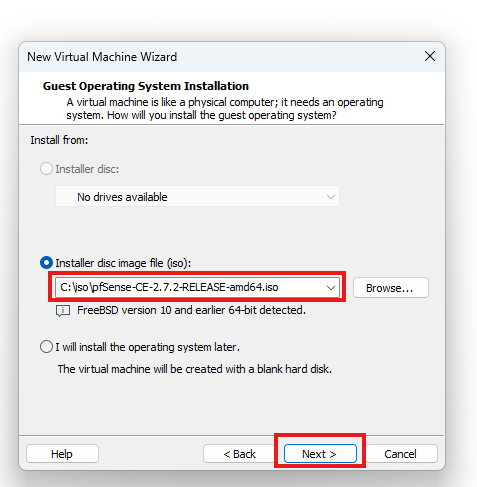 New Virtual Machine Wizard
Guest Operating System Installation
A virtual machine is like a physical computer; it needs an operating
system. How will you install the guest operating system?
Install from:
Installer disc:
No drives available
Installer disc image file (iso):
C:\iso\pfSense-CE-2.7.2-RELEASE-amd64.iso
Browse...
FreeBSD version 10 and earlier 64-bit detected.
I will install the operating system later.
The virtual machine will be created with a blank hard disk.
Help
< Back
Next >
Cancel